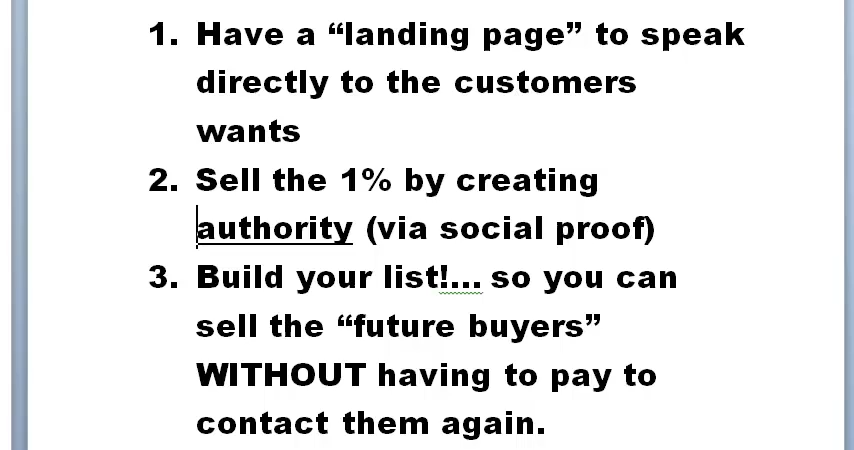 1. Have a “landing page” to speak
directly to the customers
wants
2. Sell the 1% by creating
authority (via social proof)
3. Build your list!... so you can
sell the “future buyers”
WITHOUT having to pay to
contact them again.